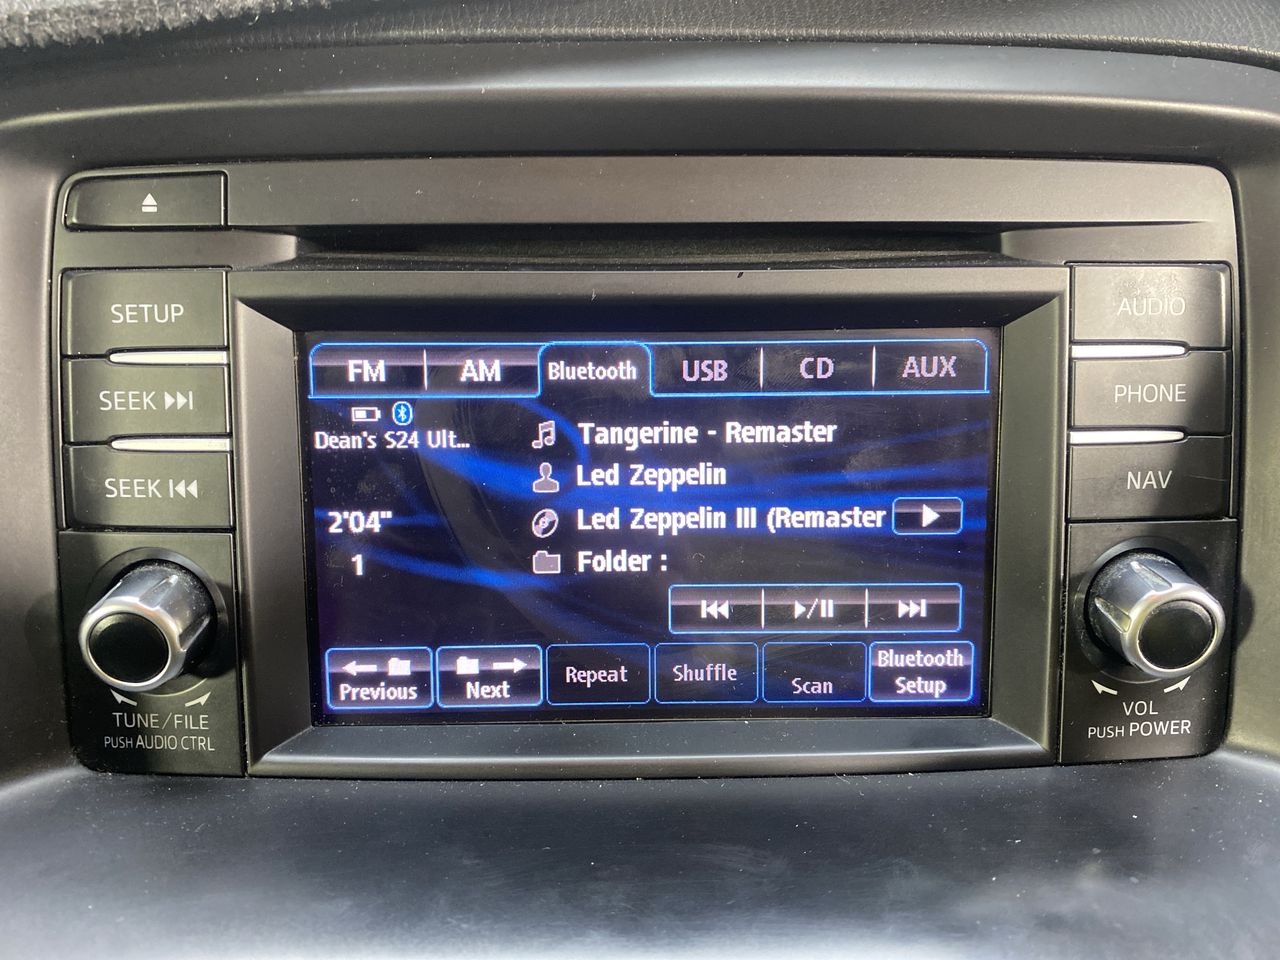 SETUP
SEEK
SEEK
TUNE/FILE
PUSH AUDIO CTRL
FM AM Bluetooth USB CD AUX
Dean's S24 Ult...
Tangerine - Remaster
Led Zeppelin
2'04"
Led Zeppelin III (Remaster
1
Folder :
Previous
Next
Repeat
Shuffle
Scan
Bluetooth
Setup
AUDIO
PHONE
NAV
VOL
PUSH POWER